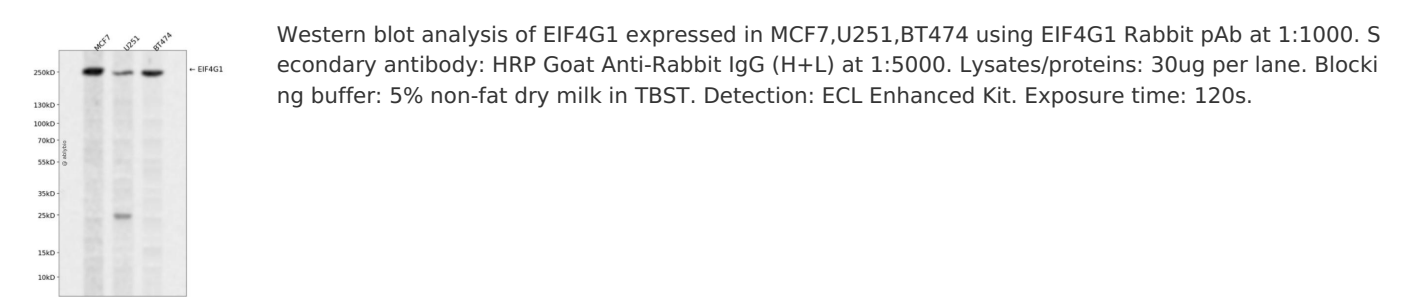 MCF7 U251 BT474
250kD
← EIF4G1
130kD
100kD
70kD
55kD
35kD
25kD
15kD
10kD
Western blot analysis of EIF4G1 expressed in MCF7,U251,BT474 using EIF4G1 Rabbit pAb at 1:1000. S
econdary antibody: HRP Goat Anti-Rabbit IgG (H+L) at 1:5000. Lysates/proteins: 30ug per lane. Blocki
ng buffer: 5% non-fat dry milk in TBST. Detection: ECL Enhanced Kit. Exposure time: 120s.